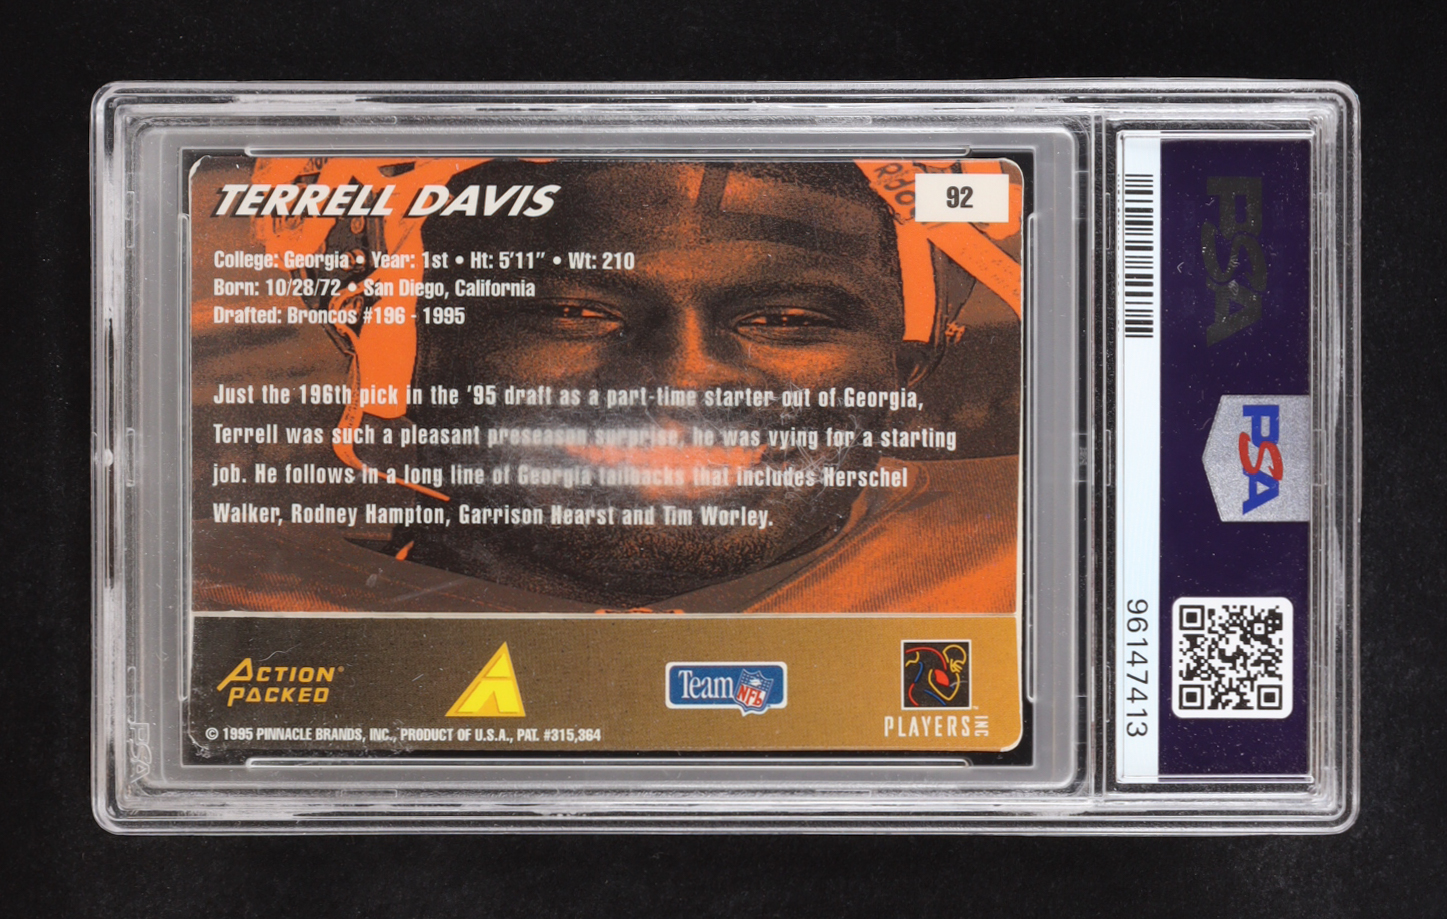 TERRELL DAVIS
92
College: Georgia • Year: 1st • Ht: 5'11" • Wt: 210
Born: 10/28/72 • San Diego, California
Drafted: Broncos #196 - 1995
Just the 196th pick in the '95 draft as a part-time starter out of Georgia,
Terrell was such a pleasant preseason surprise, he was vying for a starting
job. He follows in a long line of Georgia tailbacks that includes Herschel
Walker, Rodney Hampton, Garrison Hearst and Tim Worley.
ACTION
PACKED
Team NFL
PLAYERS INC
© 1995 PINNACLE BRANDS, INC., PRODUCT OF U.S.A., PAT. #315,364
PSA
PSA
96147413
PSA